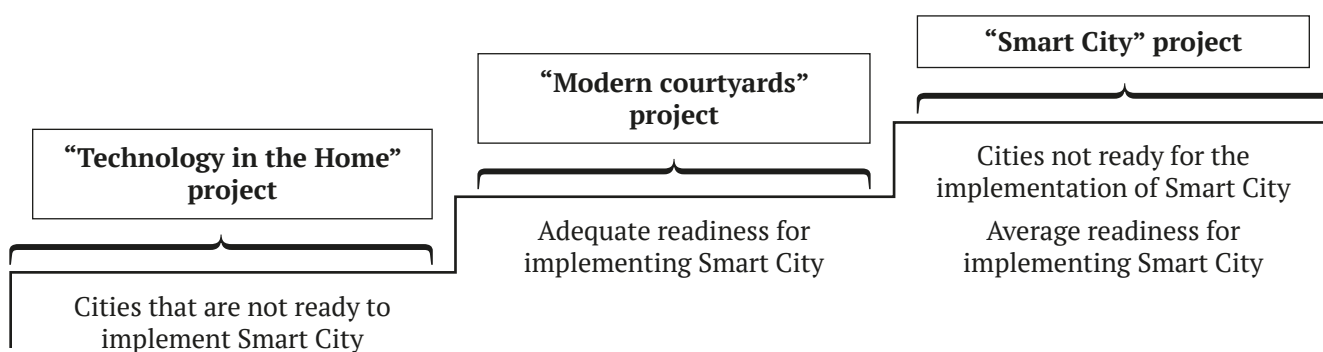 “Technology in the Home”
project
Cities that are not ready to
implement Smart City
“Modern courtyards”
project
Adequate readiness for
implementing Smart City
“Smart City” project
Cities not ready for the
implementation of Smart City
Average readiness for
implementing Smart City